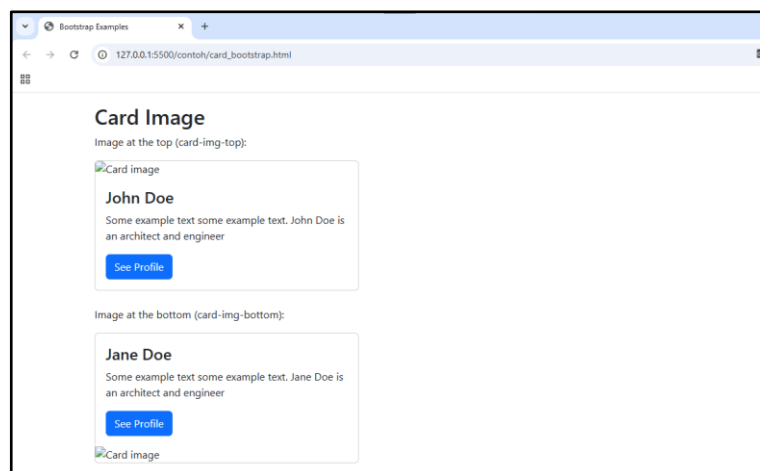 Bootstrap Examples
127.0.0.1:5500/contoh/card_bootstrap.html
Card Image
Image at the top (card-img-top):
Card image
John Doe
Some example text some example text. John Doe is
an architect and engineer
See Profile
Image at the bottom (card-img-bottom):
Jane Doe
Some example text some example text. Jane Doe is
an architect and engineer
See Profile
Card image